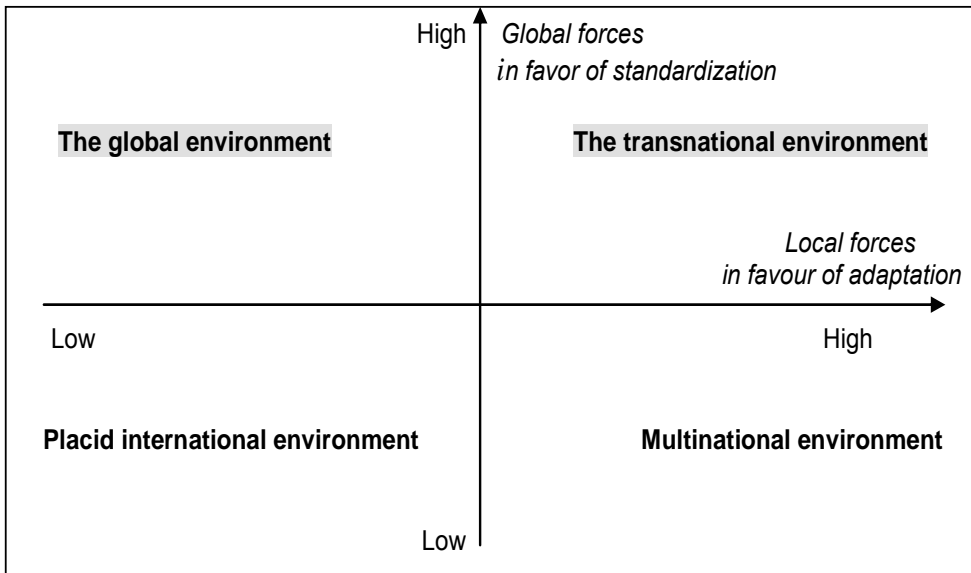 High
Global forces
in favor of standardization
The global environment
The transnational environment
Local forces
in favour of adaptation
Low
High
Placid international environment
Multinational environment
Low